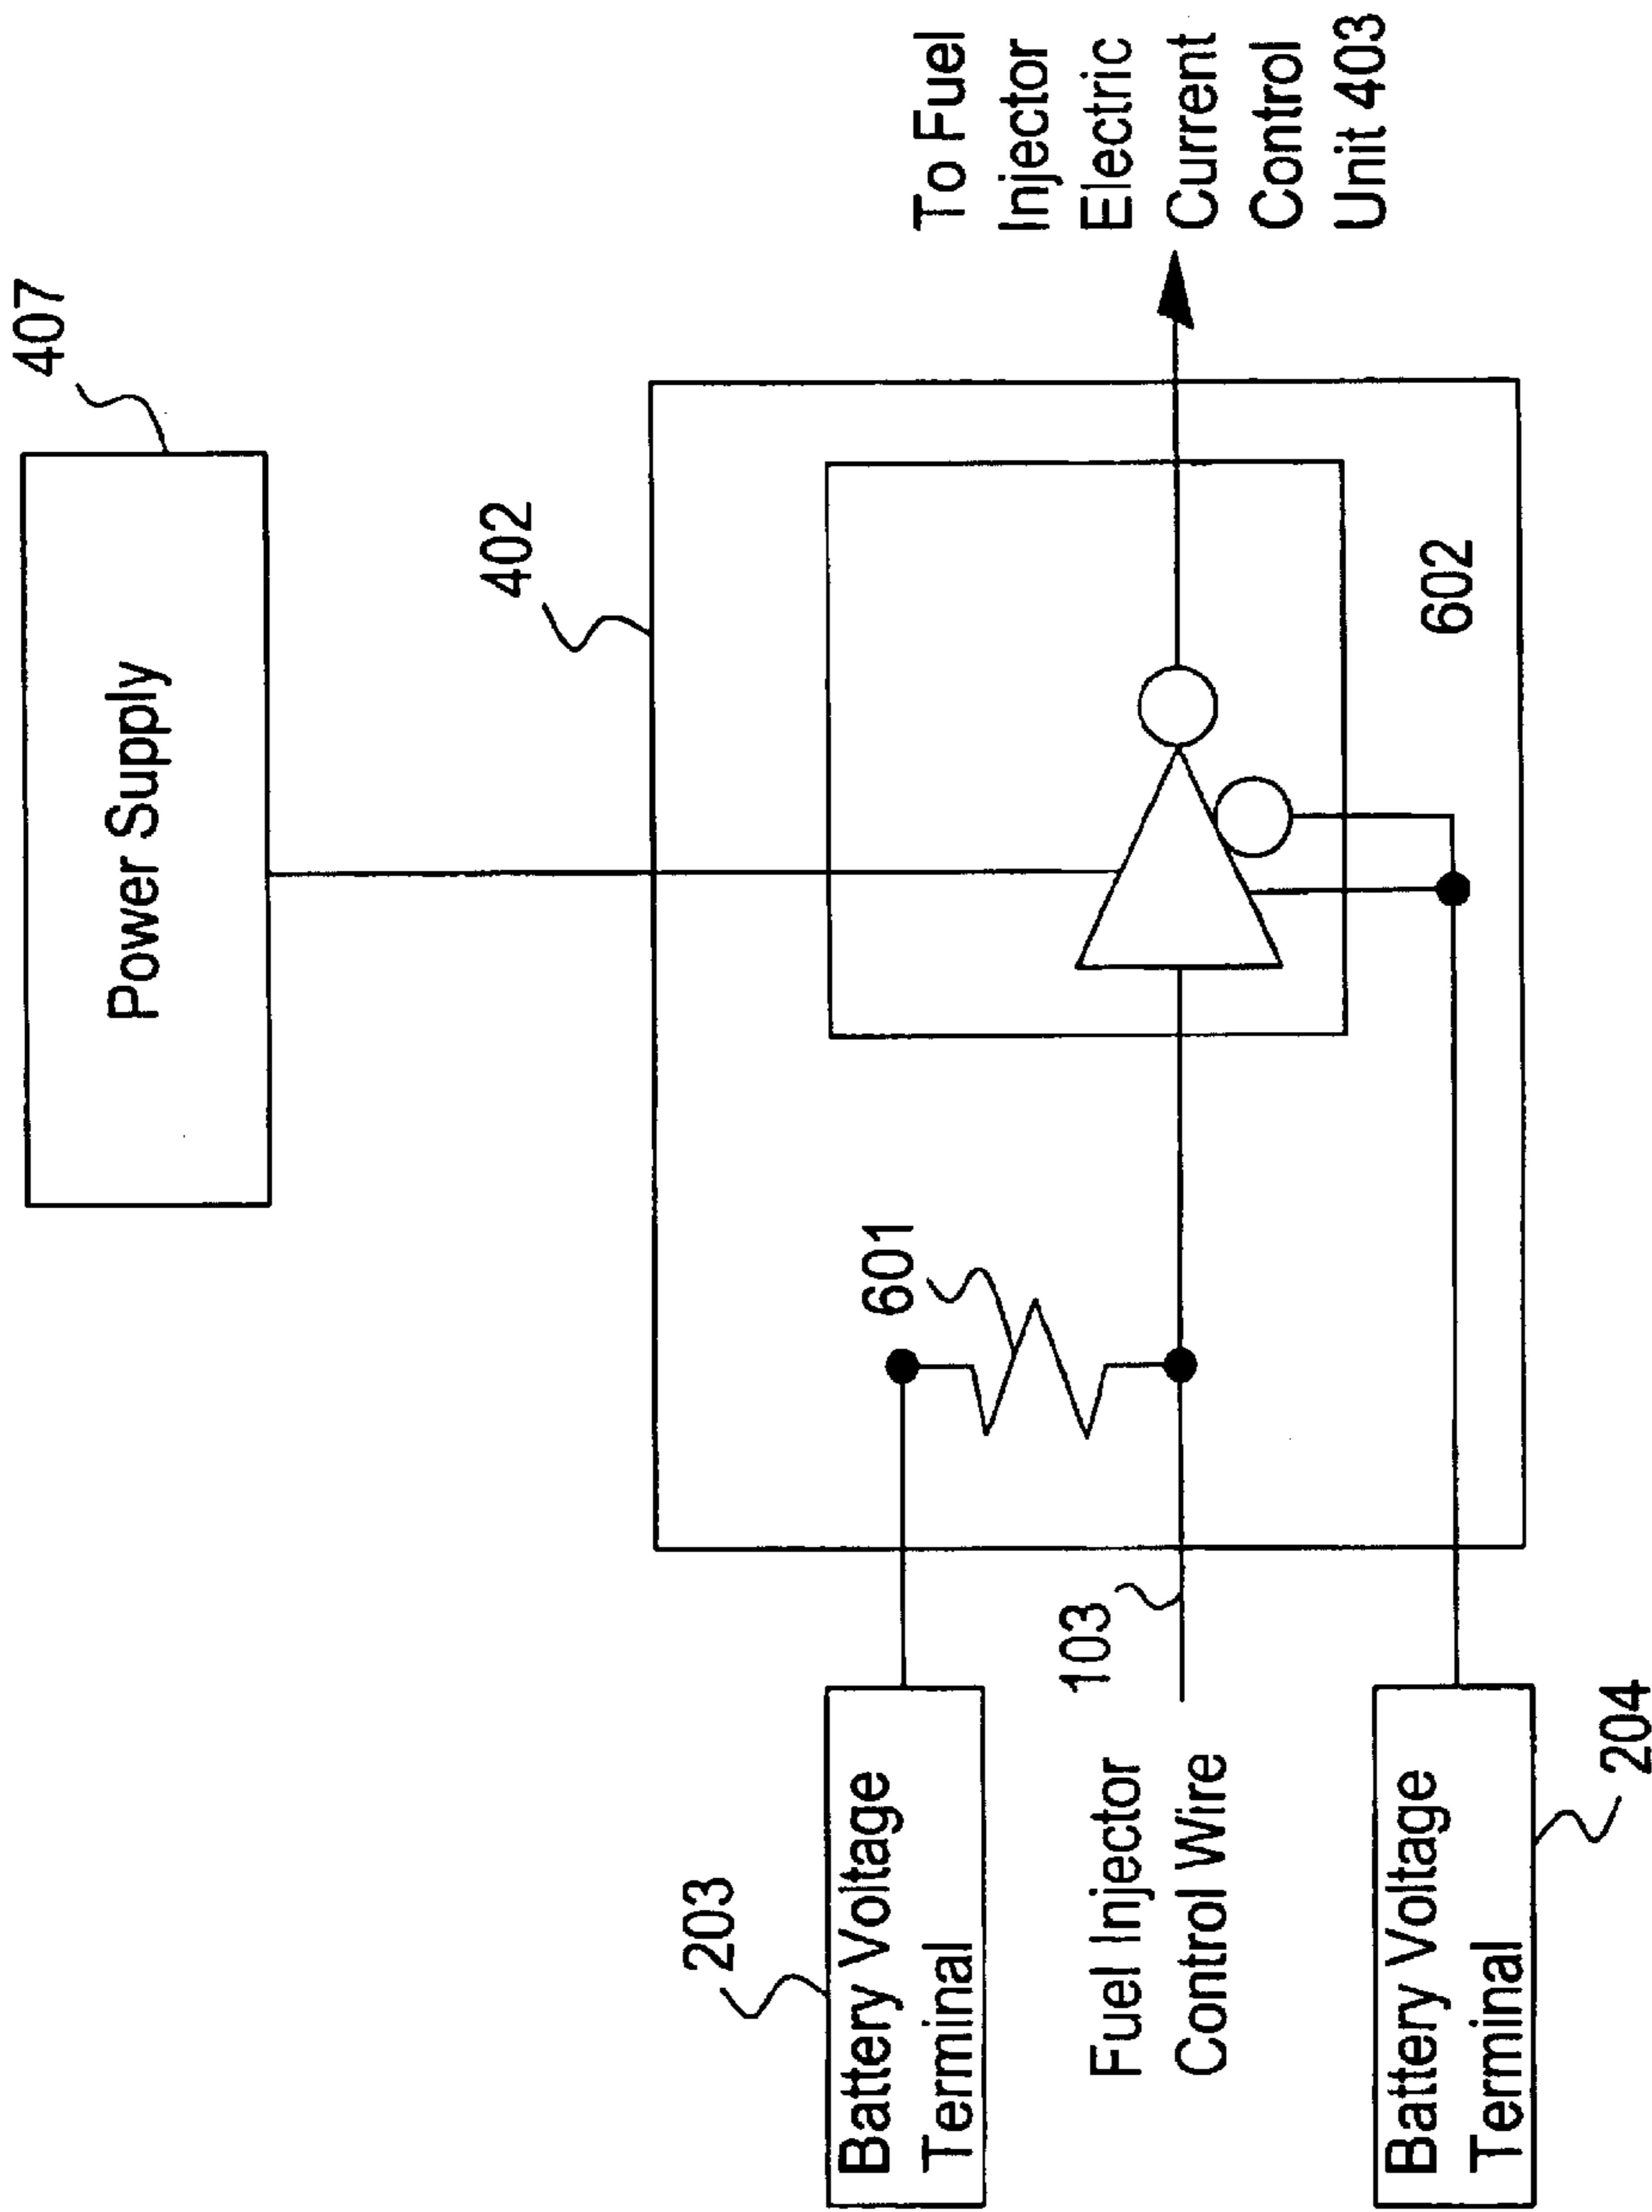 407
Power Supply
402
To Fuel
Injector
Electric
Current
Control
Unit 403
601
602
203
Battery Voltage
Terminal
103
Fuel Injector
Control Wire
Battery Voltage
Terminal
204